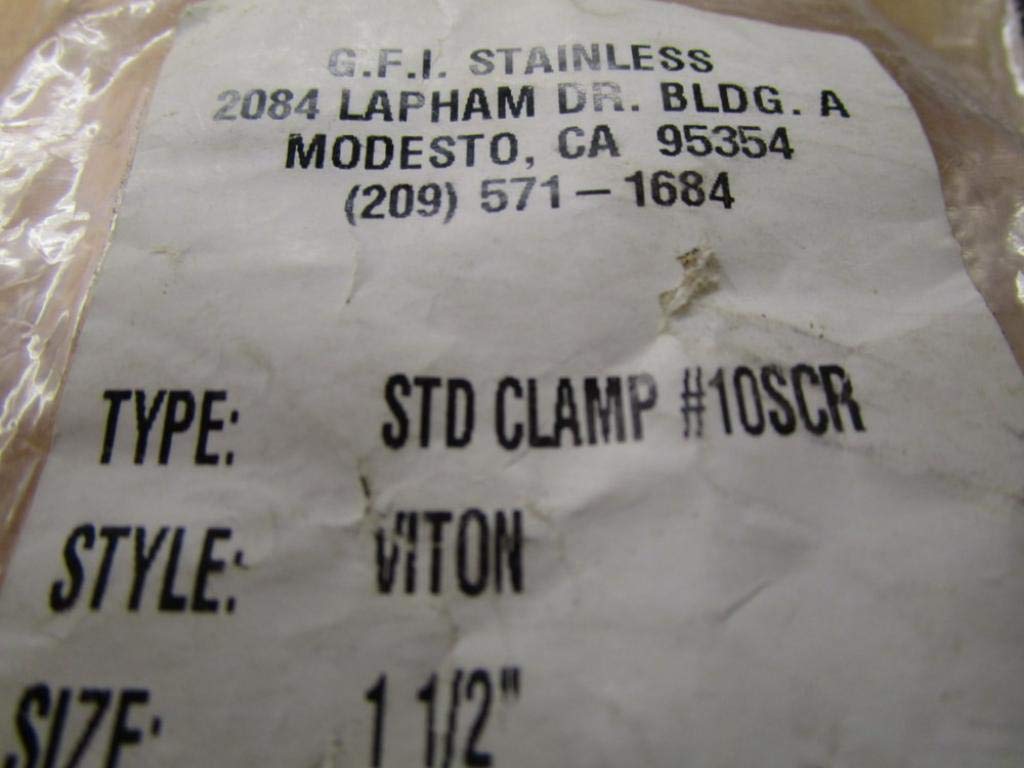 G.F.I. STAINLESS
2084 LAPHAM DR. BLDG. A
MODESTO, CA 95354
(209) 571-1684
TYPE: STD CLAMP #10SCR
STYLE: VITON
SIZE: 1 1/2"